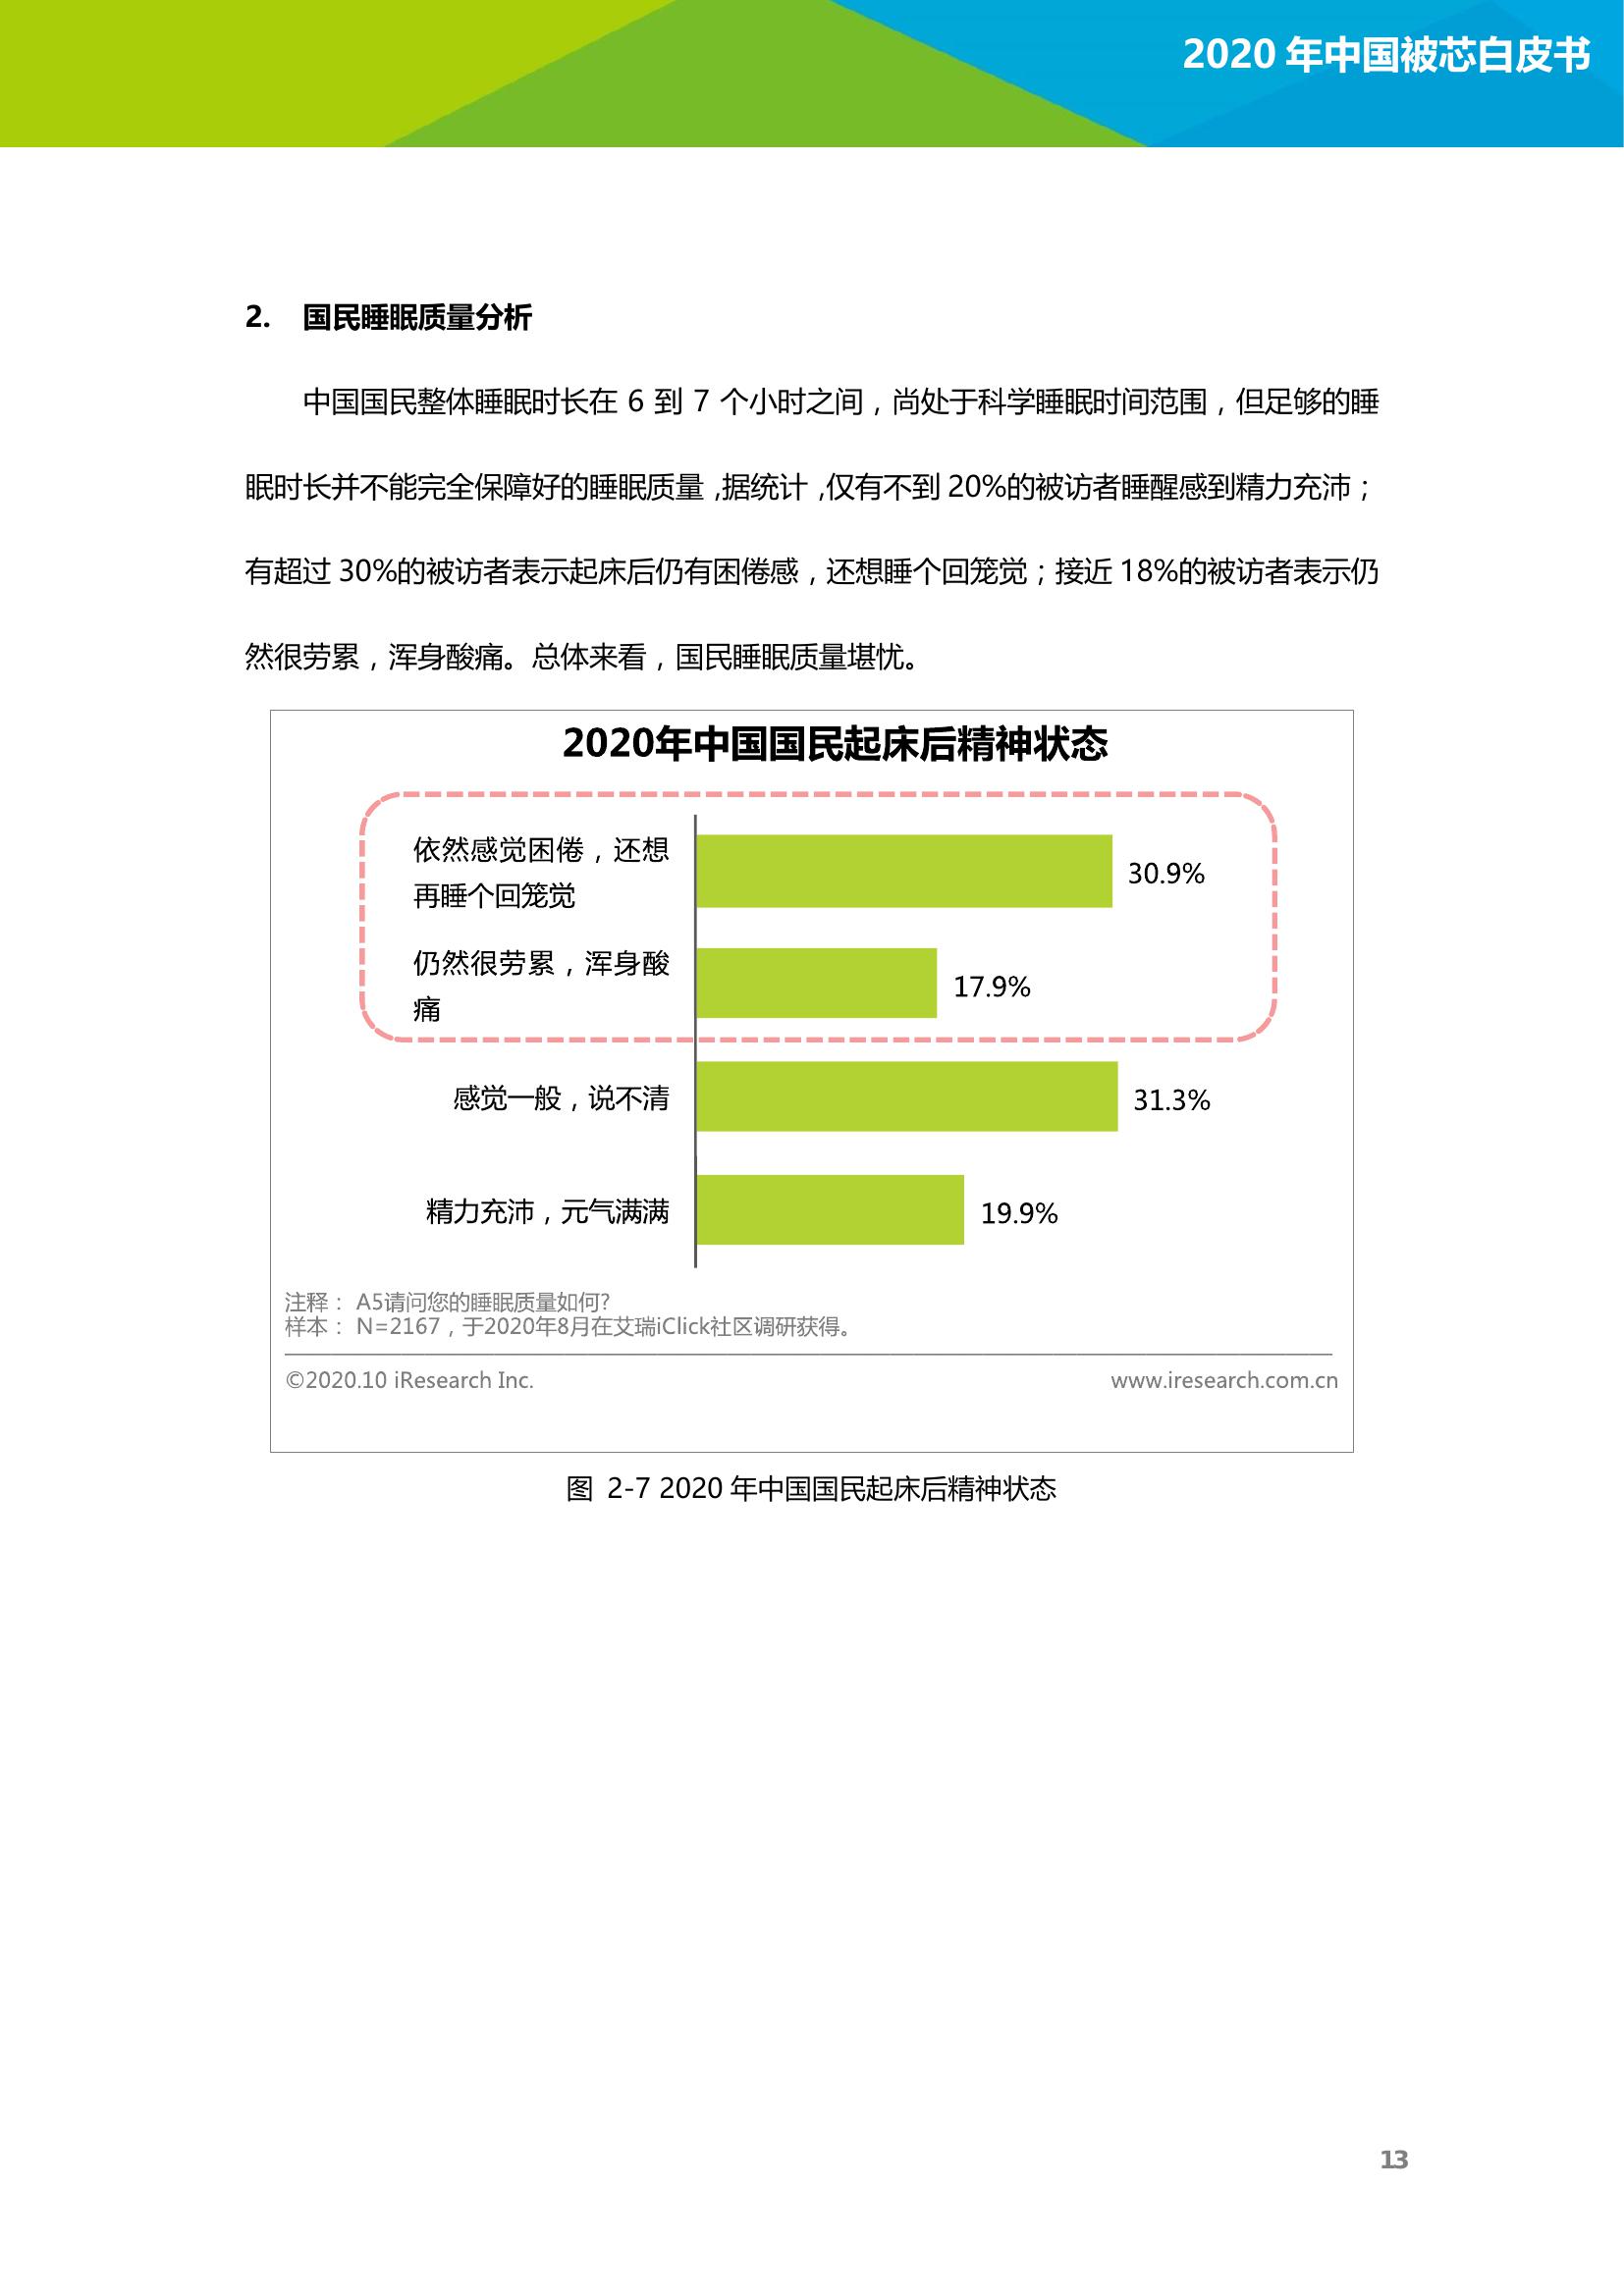 2020 年中国被芯白皮书
2. 国民睡眠质量分析
中国国民整体睡眠时长在 6 到 7 个小时之间，尚处于科学睡眠时间范围，但足够的睡
眠时长并不能完全保障好的睡眠质量，据统计，仅有不到 20%的被访者睡醒感到精力充沛；
有超过 30%的被访者表示起床后仍有困倦感，还想睡个回笼觉；接近 18%的被访者表示仍
然很劳累，浑身酸痛。总体来看，国民睡眠质量堪忧。
2020年中国国民起床后精神状态
依然感觉困倦，还想
再睡个回笼觉
30.9%
仍然很劳累，浑身酸
痛
17.9%
感觉一般，说不清
31.3%
精力充沛，元气满满
19.9%
注释： A5请问您的睡眠质量如何?
样本： N=2167，于2020年8月在艾瑞iClick社区调研获得。
©2020.10 iResearch Inc.
www.iresearch.com.cn
图 2-7 2020 年中国国民起床后精神状态
13